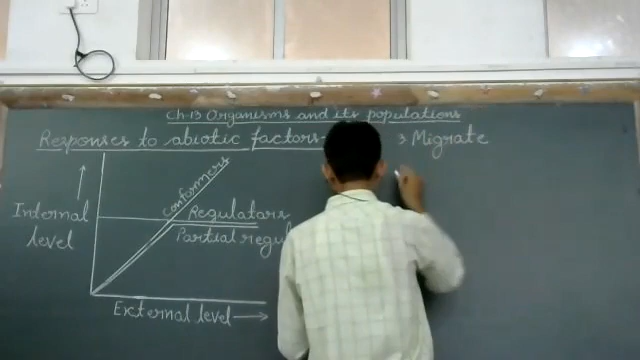 Ch-13 Organisms and its populations
Responses to abiotic factors-
3 Migrate
conformers
Internal level
Regulators
Partial regul
External level